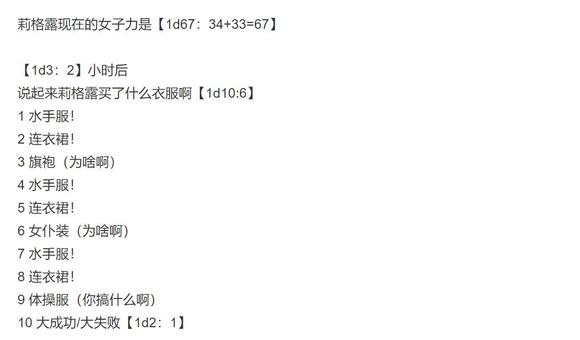 莉格露现在的女子力是【1d67：34+33=67】
【1d3：2】小时后
说起来莉格露买了什么衣服啊【1d10:6】
1 水手服！
2 连衣裙！
3 旗袍（为啥啊）
4 水手服！
5 连衣裙！
6 女仆装（为啥啊）
7 水手服！
8 连衣裙！
9 体操服（你搞什么啊）
10 大成功/大失败【1d2：1】